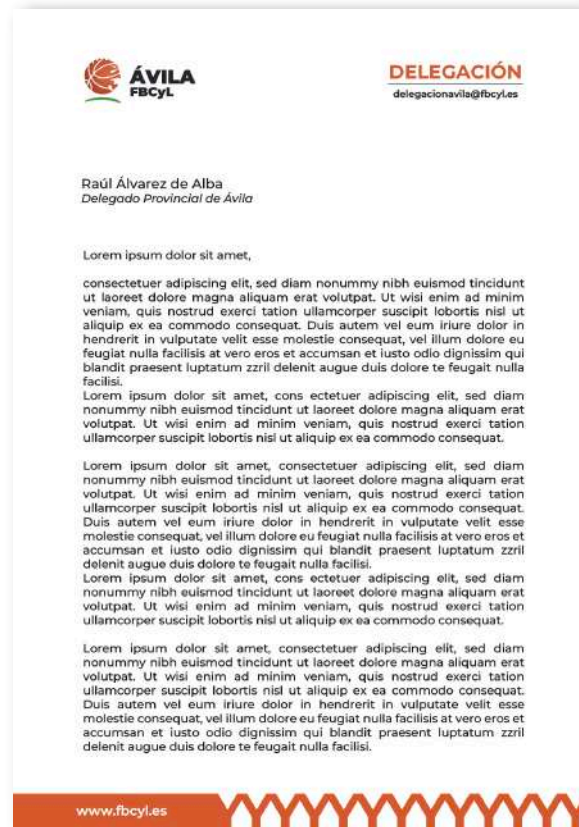 ÁVILA
FBCyL
DELEGACIÓN
delegacionavila@fbcyl.es
Raúl Álvarez de Alba
Delegado Provincial de Ávila
Lorem ipsum dolor sit amet,
consectetuer adipiscing elit, sed diam nonummy nibh euismod tincidunt
ut laoreet dolore magna aliquam erat volutpat. Ut wisi enim ad minim
veniam, quis nostrud exerci tation ullamcorper suscipit lobortis nisl ut
aliquip ex ea commodo consequat. Duis autem vel eum iriure dolor in
hendrerit in vulputate velit esse molestie consequat, vel illum dolore eu
feugiat nulla facilisis at vero eros et accumsan et iusto odio dignissim qui
blandit praesent luptatum zzril delenit augue duis dolore te feugait nulla
facilisi.
Lorem ipsum dolor sit amet, cons ectetuer adipiscing elit, sed diam
nonummy nibh euismod tincidunt ut laoreet dolore magna aliquam erat
volutpat. Ut wisi enim ad minim veniam, quis nostrud exerci tation
ullamcorper suscipit lobortis nisl ut aliquip ex ea commodo consequat.
Lorem ipsum dolor sit amet, consectetuer adipiscing elit, sed diam
nonummy nibh euismod tincidunt ut laoreet dolore magna aliquam erat
volutpat. Ut wisi enim ad minim veniam, quis nostrud exerci tation
ullamcorper suscipit lobortis nisl ut aliquip ex ea commodo consequat.
Duis autem vel eum iriure dolor in hendrerit in vulputate velit esse
molestie consequat, vel illum dolore eu feugiat nulla facilisis at vero eros et
accumsan et iusto odio dignissim qui blandit praesent luptatum zzril
delenit augue duis dolore te feugait nulla facilisi.
Lorem ipsum dolor sit amet, cons ectetuer adipiscing elit, sed diam
nonummy nibh euismod tincidunt ut laoreet dolore magna aliquam erat
volutpat. Ut wisi enim ad minim veniam, quis nostrud exerci tation
ullamcorper suscipit lobortis nisl ut aliquip ex ea commodo consequat.
Lorem ipsum dolor sit amet, consectetuer adipiscing elit, sed diam
nonummy nibh euismod tincidunt ut laoreet dolore magna aliquam erat
volutpat. Ut wisi enim ad minim veniam, quis nostrud exerci tation
ullamcorper suscipit lobortis nisl ut aliquip ex ea commodo consequat.
Duis autem vel eum iriure dolor in hendrerit in vulputate velit esse
molestie consequat, vel illum dolore eu feugiat nulla facilisis at vero eros et
accumsan et iusto odio dignissim qui blandit praesent luptatum zzril
delenit augue duis dolore te feugait nulla facilisi.
www.fbcyl.es